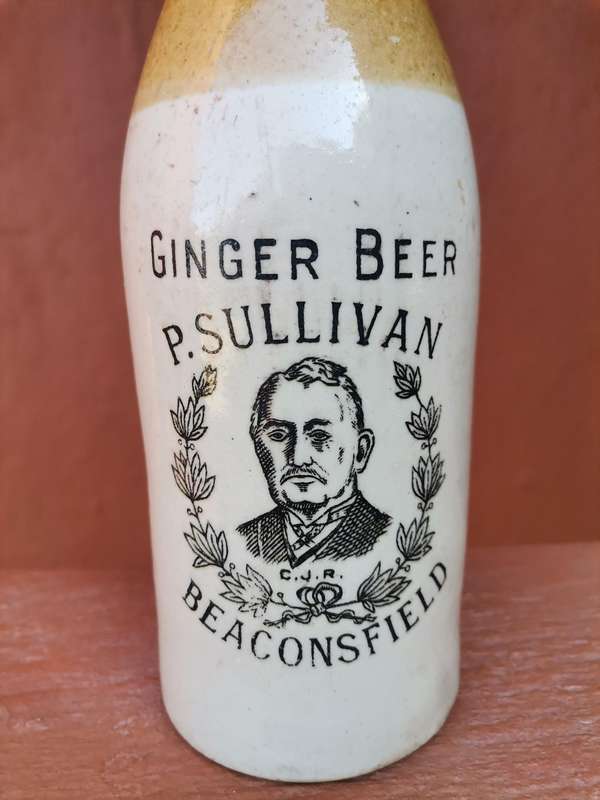 GINGER BEER
P. SULLIVAN
C.J.R.
BEACONSFIELD